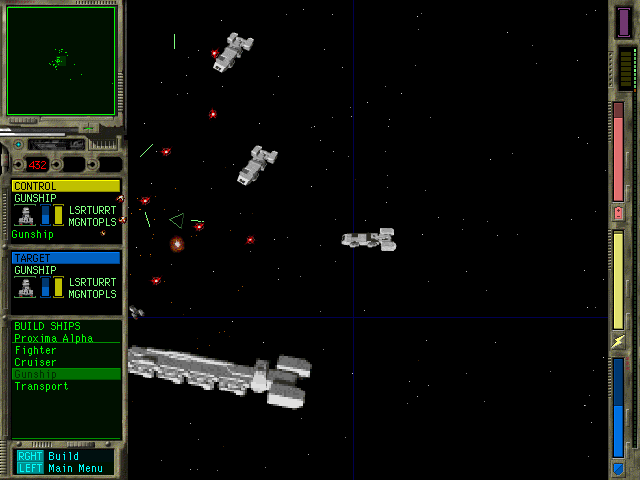 432
CONTROL
GUNSHIP
LSRTURRT
MGNTOPLS
Gunship
TARGET
GUNSHIP
LSRTURRT
MGNTOPLS
BUILD SHIPS
Proxima Alpha
Fighter
Cruiser
Gunship
Transport
RGHT Build
LEFT Main Menu